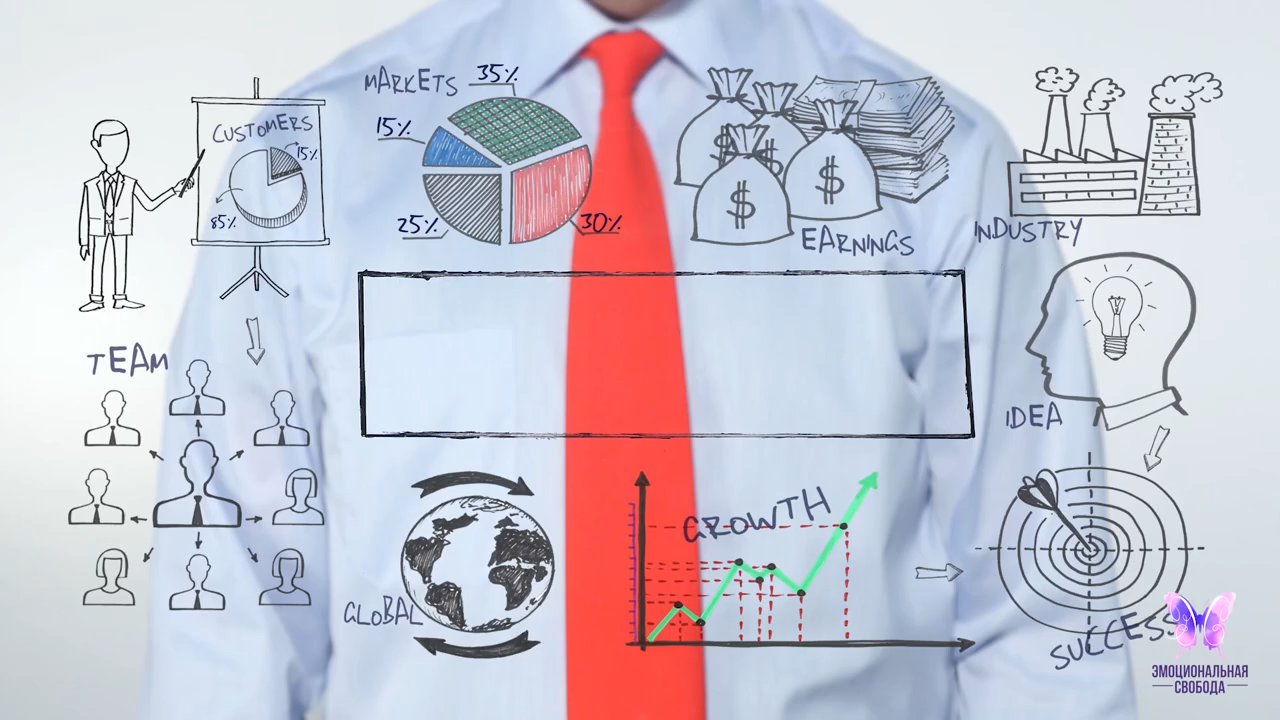 MARKETS
35%
15%
25%
30%
CUSTOMERS
15%
85%
$
$
$
EARNINGS
INDUSTRY
TEAM
IDEA
GLOBAL
GROWTH
SUCCESS
ЭМОЦИОНАЛЬНАЯ
СВОБОДА